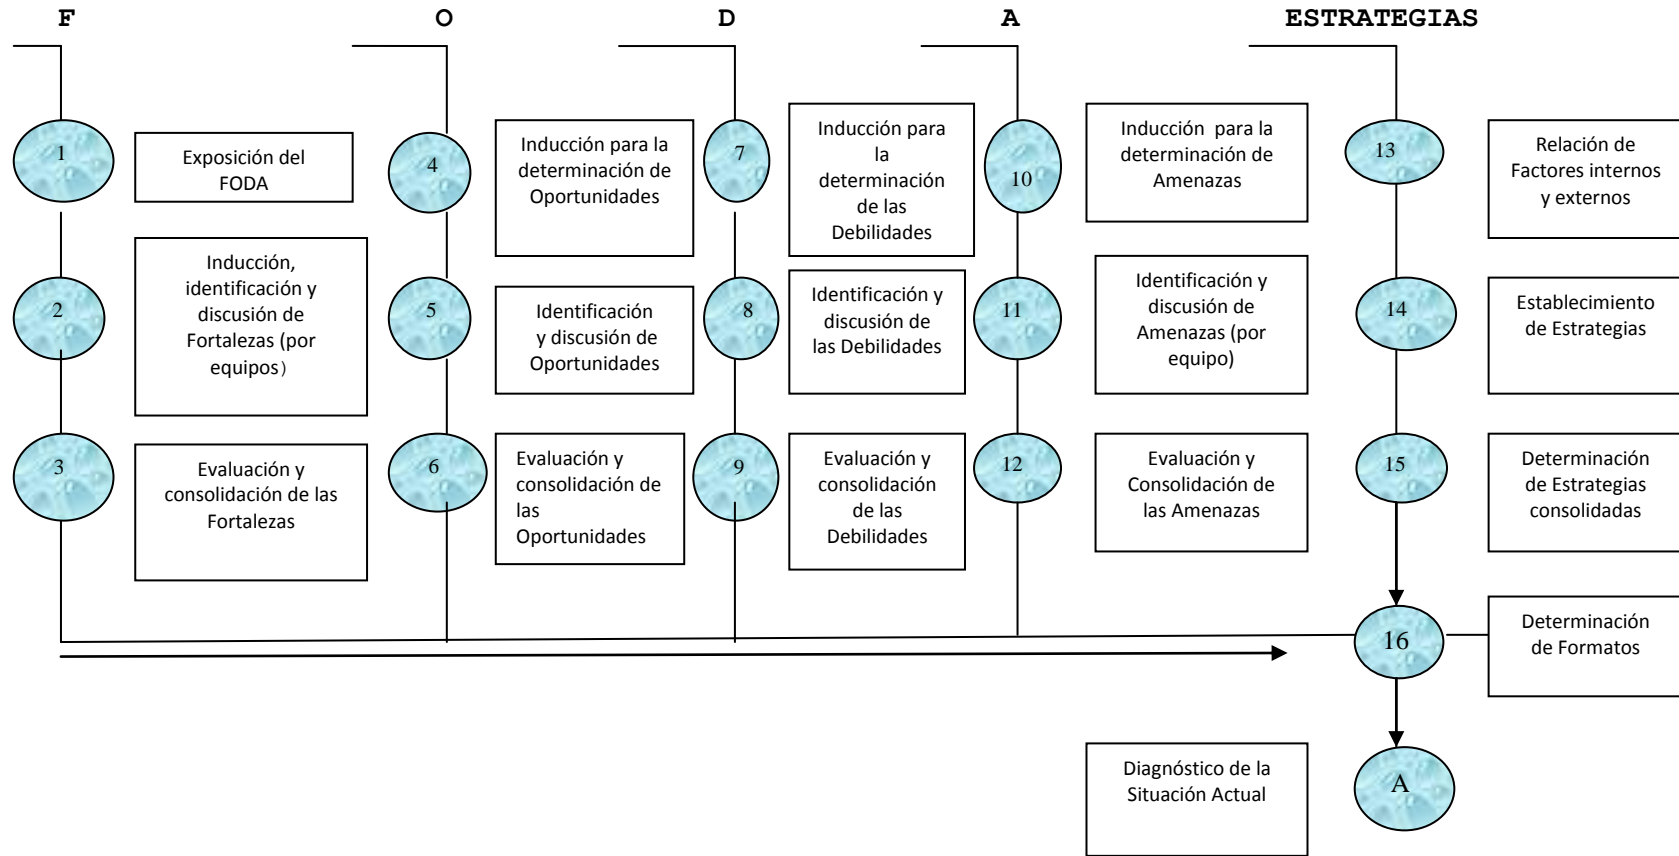 F
O
D
A
ESTRATEGIAS
1
Exposición del
FODA
2
Inducción,
identificación y
discusión de
Fortalezas (por
equipos)
3
Evaluación y
consolidación de las
Fortalezas
4
Inducción para la
determinación de
Oportunidades
5
Identificación
y discusión de
Oportunidades
6
Evaluación y
consolidación de
las
Oportunidades
7
Inducción para
la
determinación
de las
Debilidades
8
Identificación y
discusión de
las Debilidades
9
Evaluación y
consolidación
de las
Debilidades
10
Inducción para la
determinación de
Amenazas
11
Identificación y
discusión de
Amenazas (por
equipo)
12
Evaluación y
Consolidación de
las Amenazas
13
Relación de
Factores internos
y externos
14
Establecimiento
de Estrategias
15
Determinación
de Estrategias
consolidadas
16
Determinación
de Formatos
Diagnóstico de la
Situación Actual
A